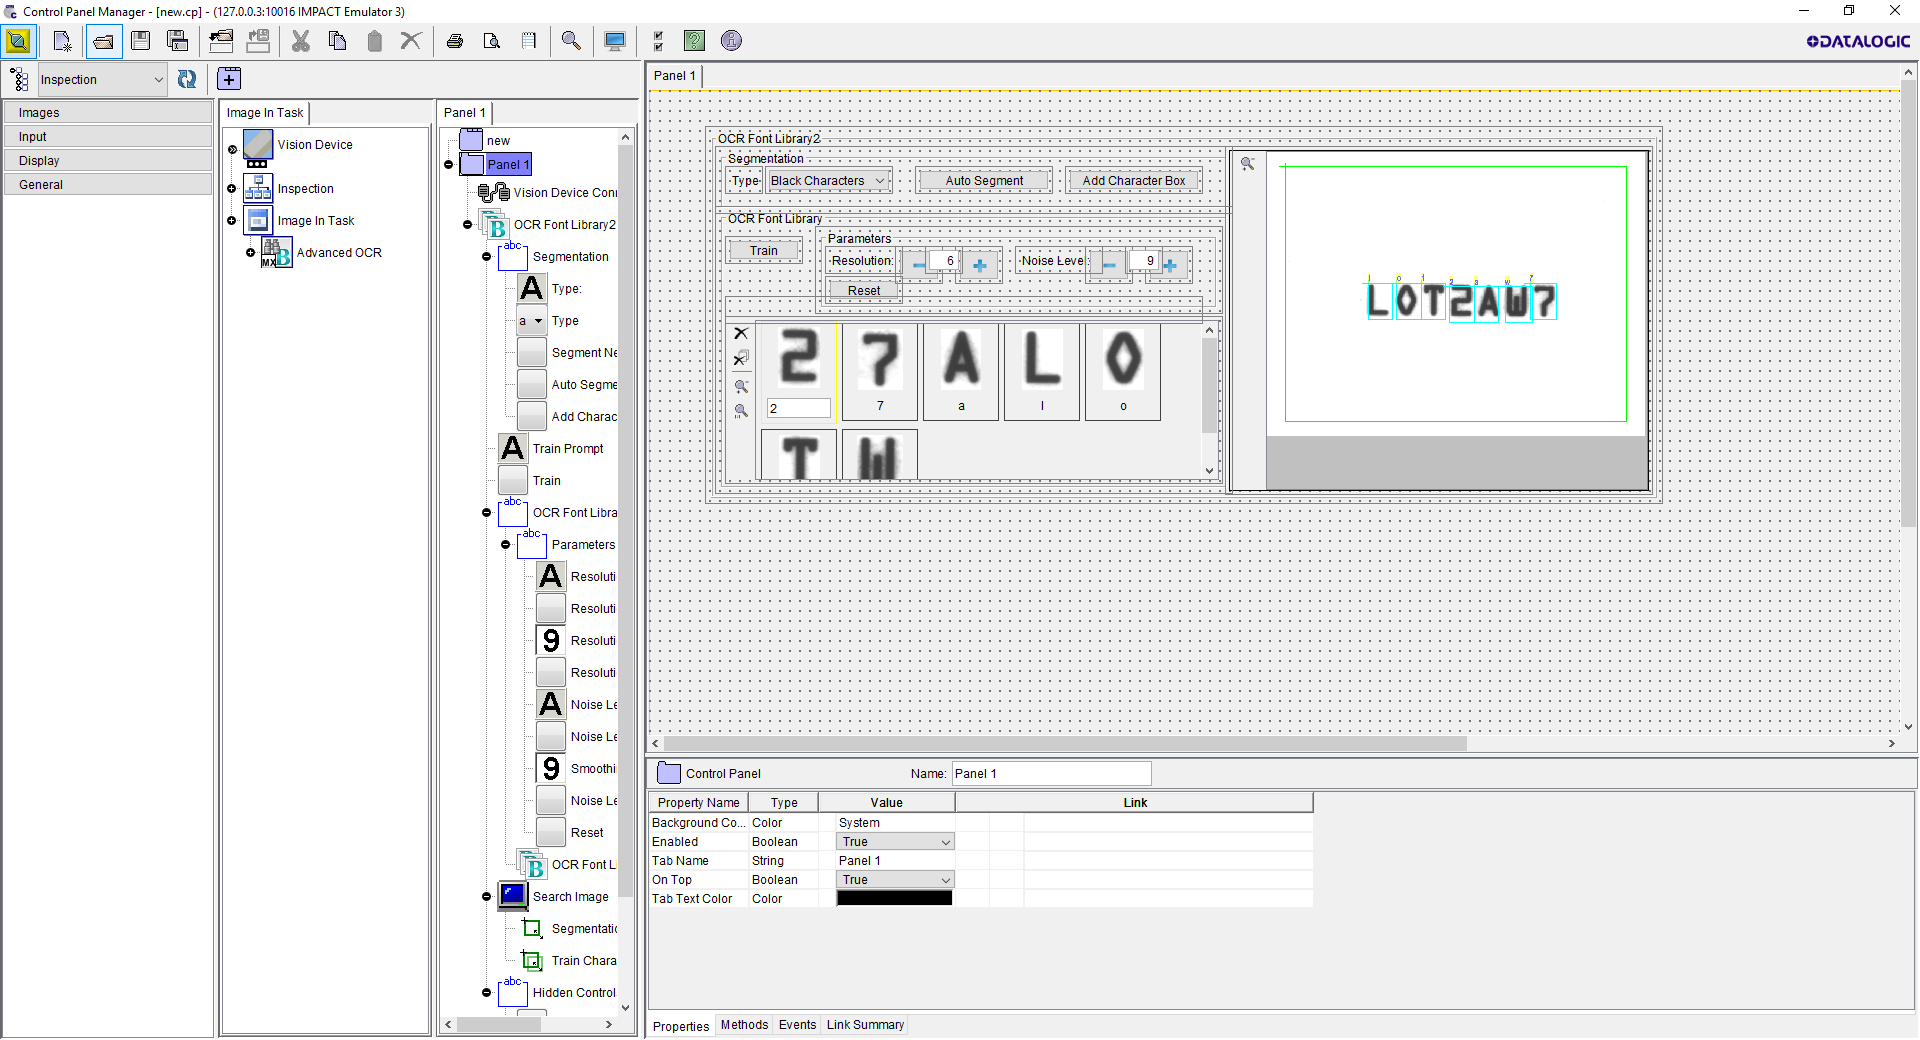 Control Panel Manager - [new.cp] - (127.0.0.3:10016 IMPACT Emulator 3)
DATALOGIC
Inspection
Images
Input
Display
General
Image In Task
Vision Device
Inspection
Image In Task
Advanced OCR
Panel 1
new
Panel 1
Vision Device Conn
OCR Font Library2
Segmentation
Type:
Type
Segment Ne
Auto Segme
Add Charac
Train Prompt
Train
OCR Font Libra
Parameters
Resoluti
Resoluti
Resoluti
Resoluti
Noise Le
Noise Le
Smoothi
Noise Le
Reset
OCR Font Li
Search Image
Segmentatio
Train Chara
Hidden Control
Panel 1
OCR Font Library2
Segmentation
Type
Black Characters
Auto Segment
Add Character Box
OCR Font Library
Train
Parameters
Resolution:
6
Noise Level:
9
Reset
2 7 A L O
2 7 a l o
T W
LOT2AW7
Control Panel
Name: Panel 1
Property Name Type Value Link
Background Co... Color System
Enabled Boolean True
Tab Name String Panel 1
On Top Boolean True
Tab Text Color Color
Properties Methods Events Link Summary